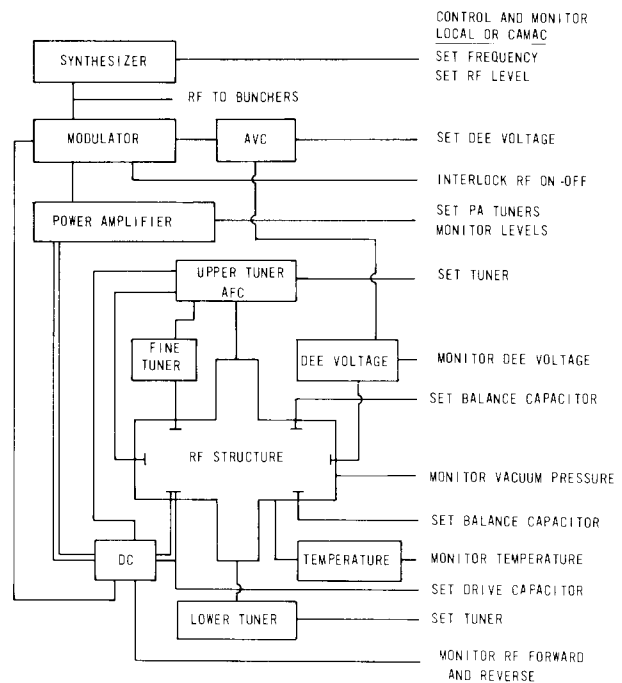 CONTROL AND MONITOR
LOCAL OR CAMAC
SYNTHESIZER
SET FREQUENCY
SET RF LEVEL
RF TO BUNCHERS
MODULATOR
AVC
SET DEE VOLTAGE
INTERLOCK RF ON-OFF
POWER AMPLIFIER
SET PA TUNERS
MONITOR LEVELS
UPPER TUNER
AFC
SET TUNER
FINE
TUNER
DEE VOLTAGE
MONITOR DEE VOLTAGE
SET BALANCE CAPACITOR
RF STRUCTURE
MONITOR VACUUM PRESSURE
SET BALANCE CAPACITOR
DC
TEMPERATURE
MONITOR TEMPERATURE
SET DRIVE CAPACITOR
LOWER TUNER
SET TUNER
MONITOR RF FORWARD
AND REVERSE